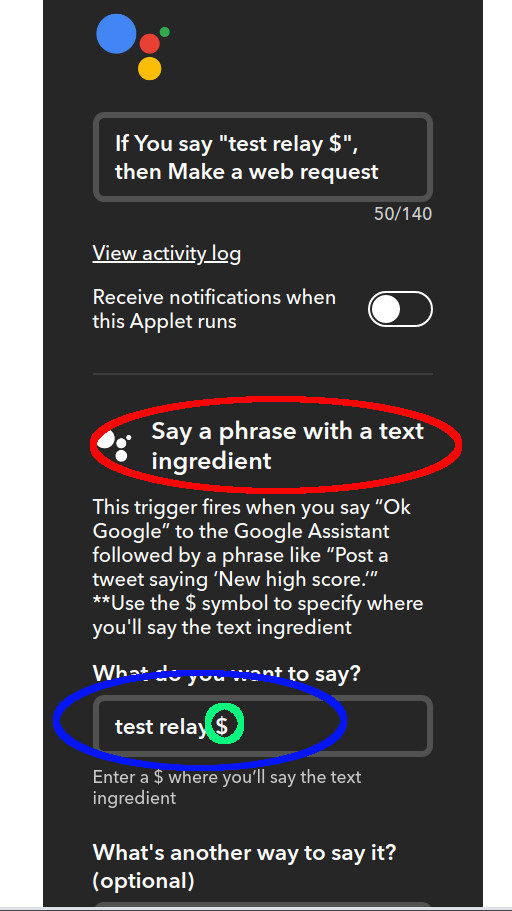 If You say "test relay $",
then Make a web request
50/140
View activity log
Receive notifications when
this Applet runs
Say a phrase with a text
ingredient
This trigger fires when you say “Ok
Google” to the Google Assistant
followed by a phrase like “Post a
tweet saying ‘New high score.’”
**Use the $ symbol to specify where
you'll say the text ingredient
What do you want to say?
test relay $
Enter a $ where you’ll say the text
ingredient
What's another way to say it?
(optional)